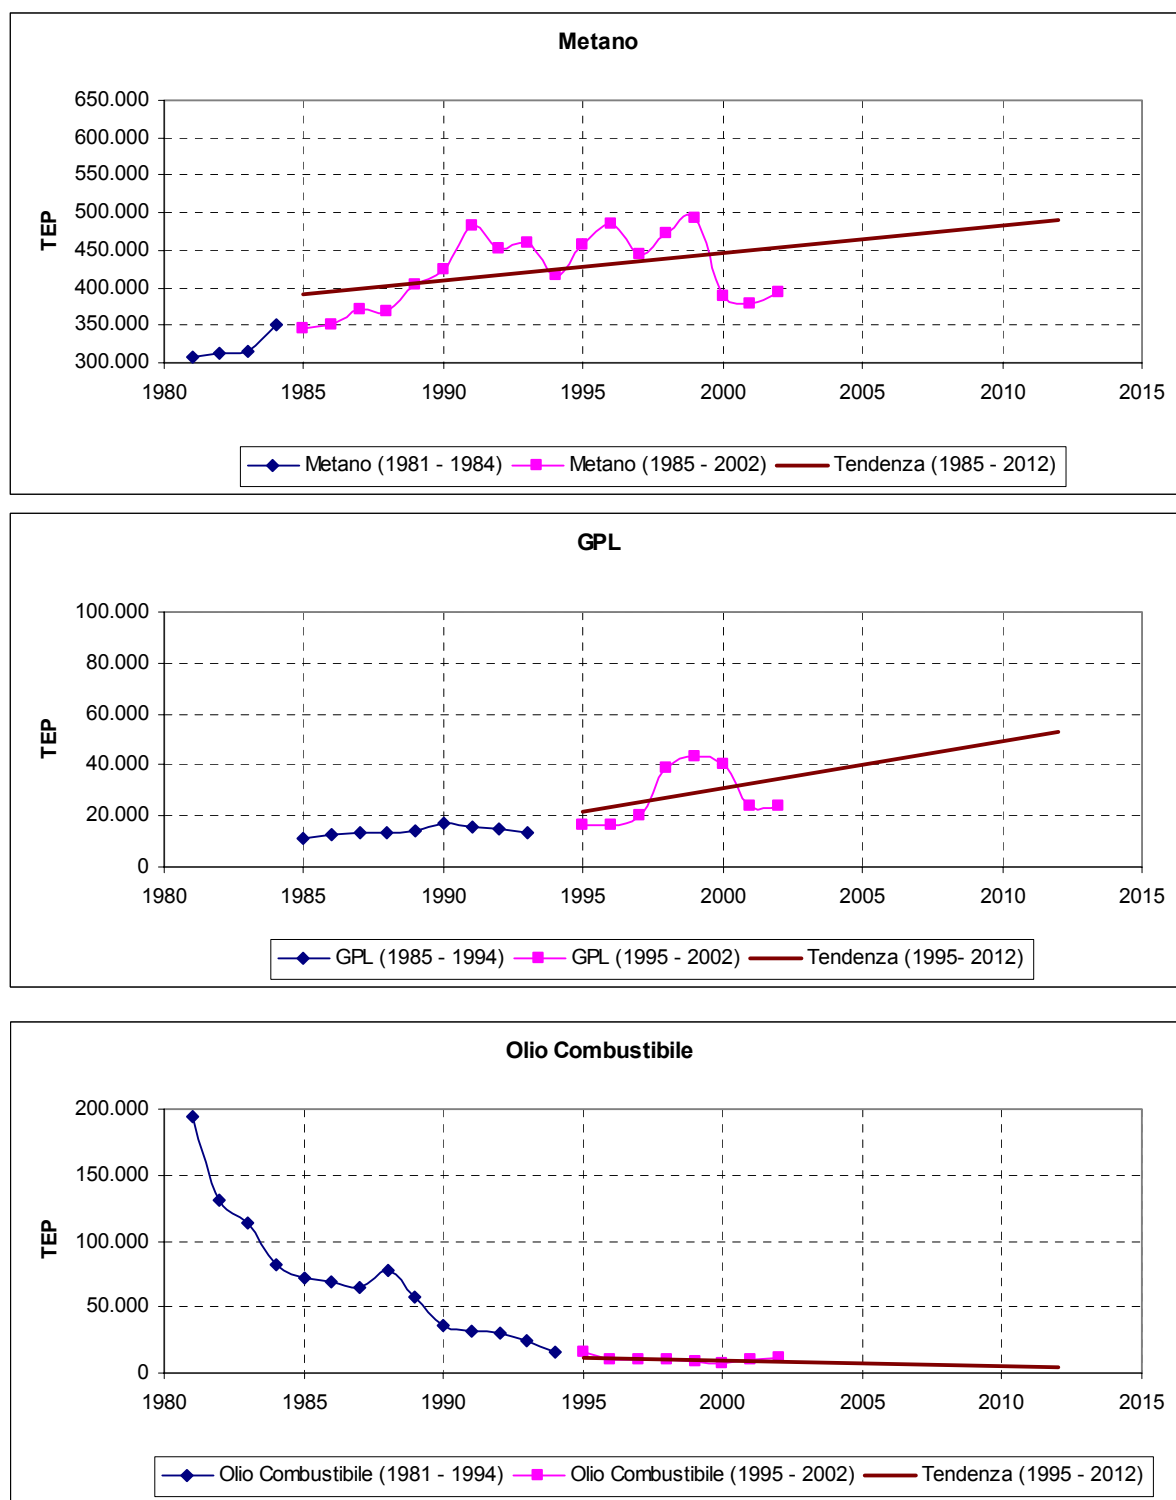 Metano
650.000
600.000
550.000
500.000
450.000
400.000
350.000
300.000
TEP
1980 1985 1990 1995 2000 2005 2010 2015
Metano (1981 - 1984) Metano (1985 - 2002) Tendenza (1985 - 2012)
GPL
100.000
80.000
60.000
40.000
20.000
0
TEP
1980 1985 1990 1995 2000 2005 2010 2015
GPL (1985 - 1994) GPL (1995 - 2002) Tendenza (1995- 2012)
Olio Combustibile
200.000
150.000
100.000
50.000
0
TEP
1980 1985 1990 1995 2000 2005 2010 2015
Olio Combustibile (1981 - 1994) Olio Combustibile (1995 - 2002) Tendenza (1995 - 2012)